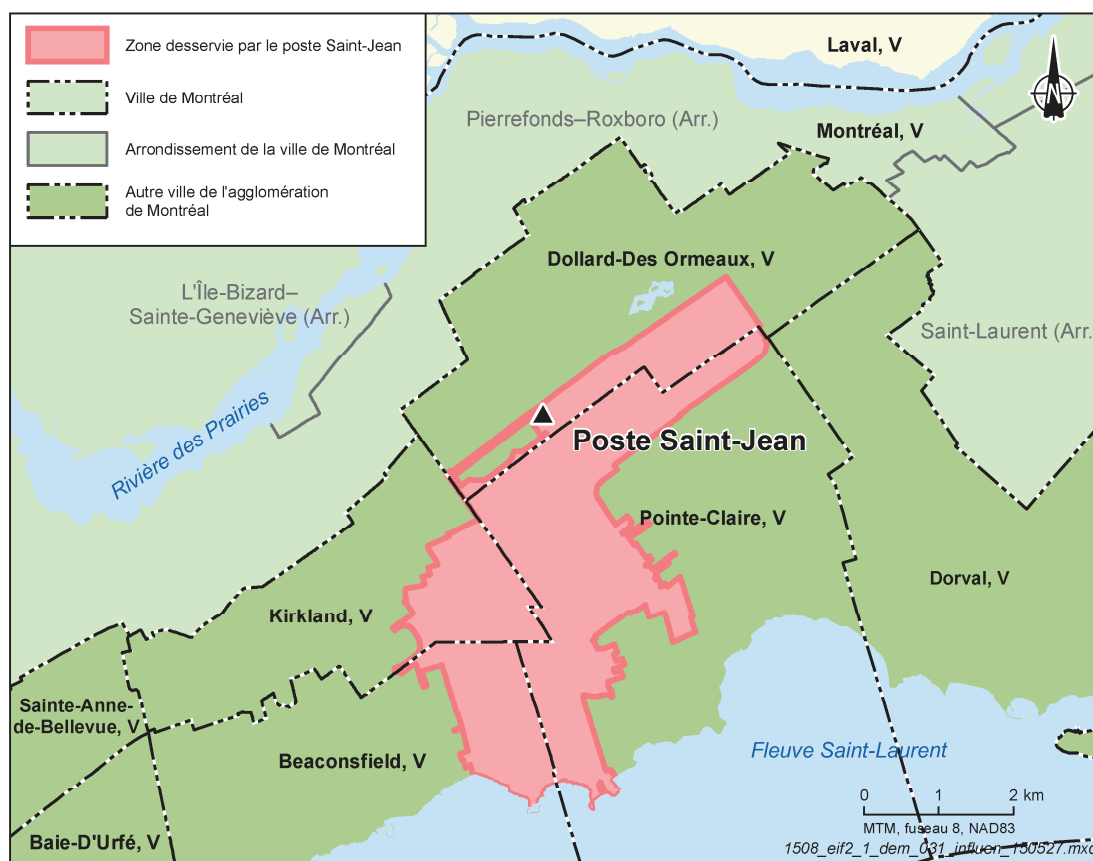 Zone desservie par le poste Saint-Jean
Ville de Montréal
Arrondissement de la ville de Montréal
Autre ville de l'agglomération
de Montréal
Laval, V
N
Pierrefonds–Roxboro (Arr.)
Montréal, V
Dollard-Des Ormeaux, V
L'Île-Bizard–
Sainte-Geneviève (Arr.)
Saint-Laurent (Arr.
Rivière des Prairies
Poste Saint-Jean
Pointe-Claire, V
Dorval, V
Kirkland, V
Sainte-Anne-
de-Bellevue, V
Beaconsfield, V
Fleuve Saint-Laurent
Baie-D'Urfé, V
0 1 2 km
MTM, fuseau 8, NAD83
1508_eif2_1_dem_031_influen_150527.mxd